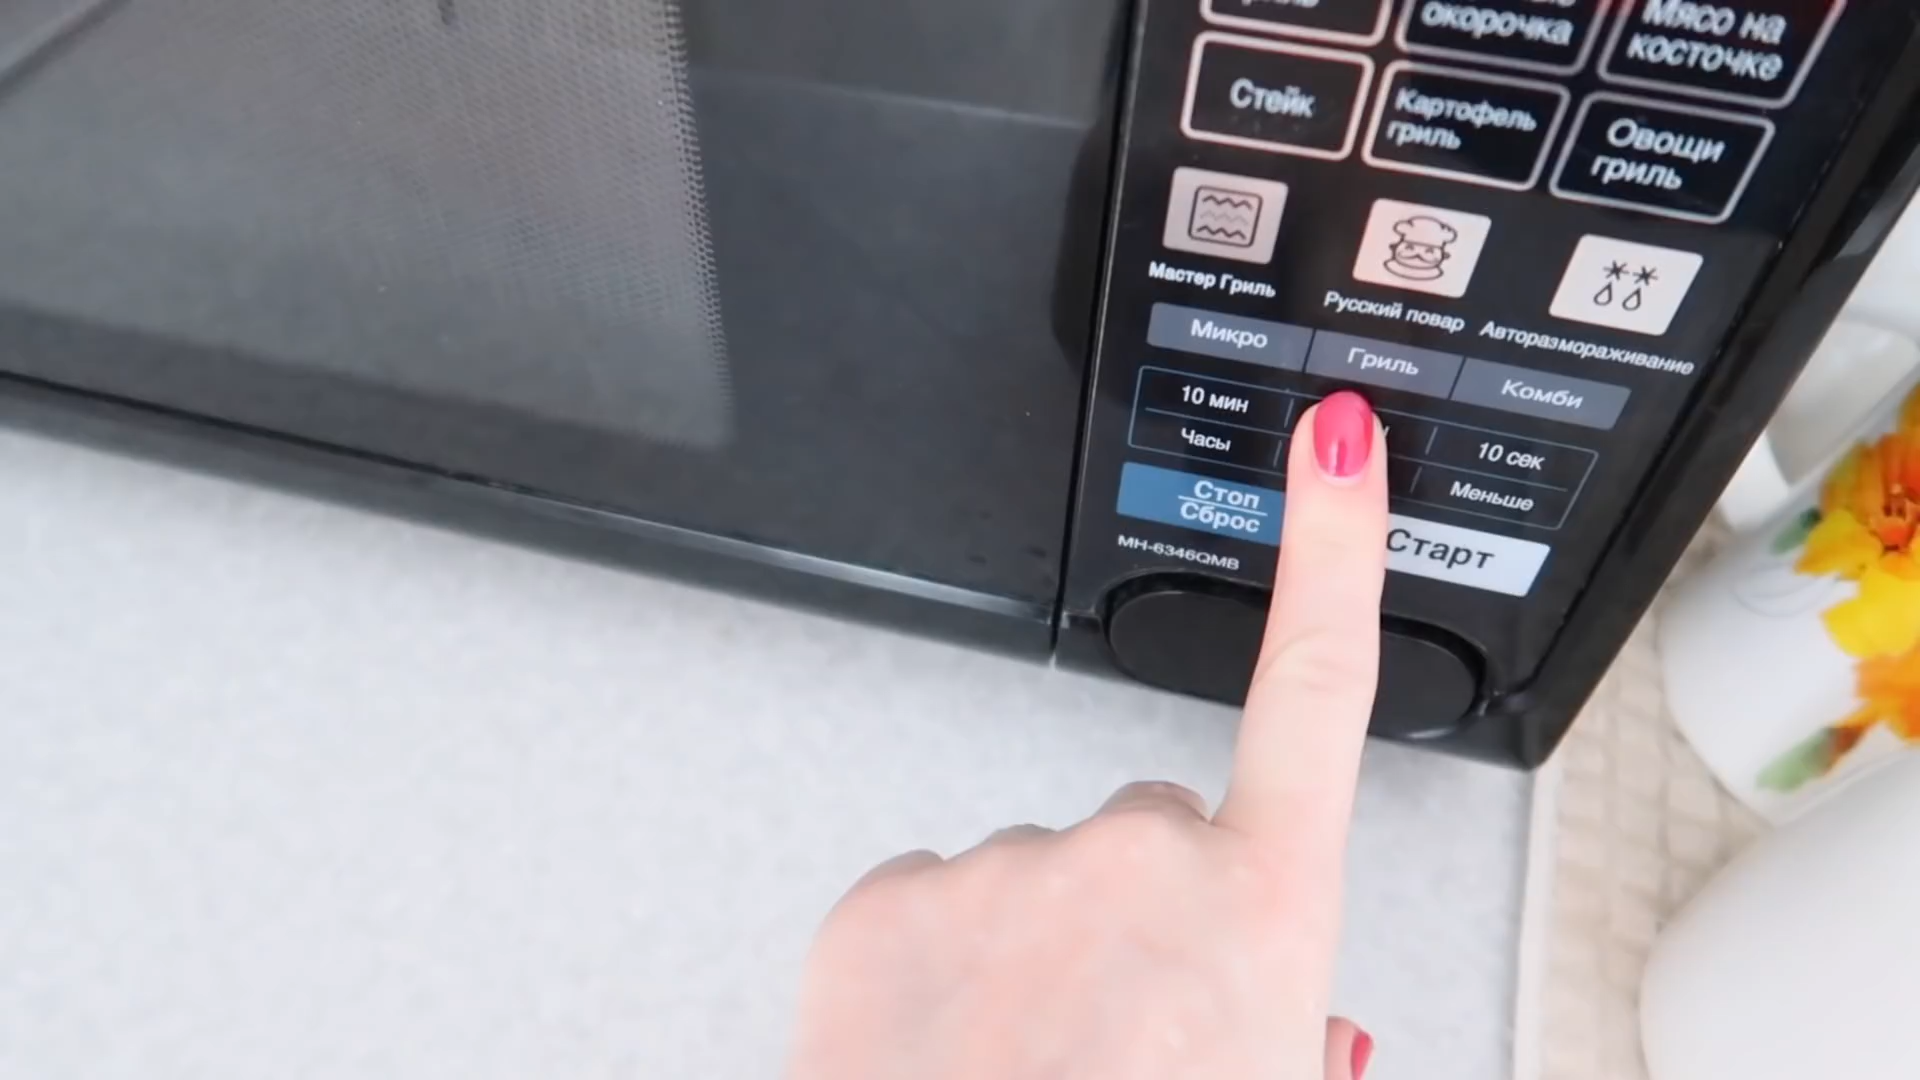 окорочка
Мясо на
косточке
Стейк
Картофель
гриль
Овощи
гриль
Мастер Гриль
Русский повар
Авторазмораживание
Микро
Гриль
Комби
10 мин
10 сек
Часы
Меньше
Стоп
Сброс
Старт
MH-6346QMB